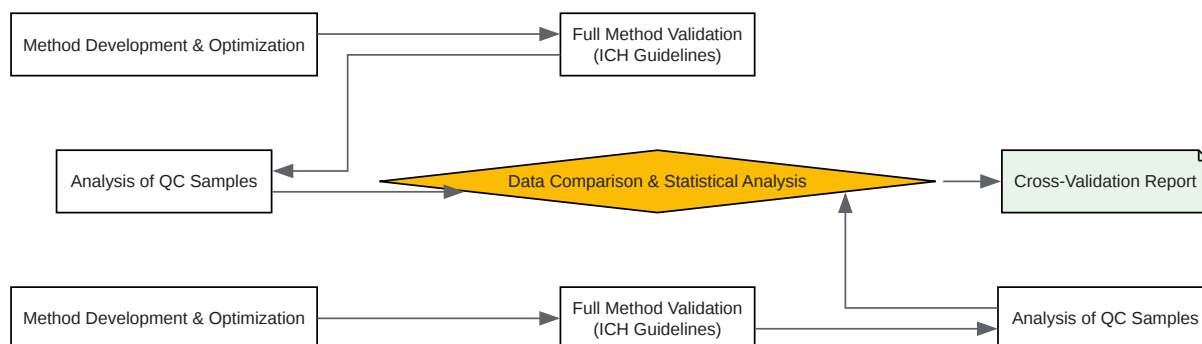 Method Development & Optimization
Full Method Validation
(ICH Guidelines)
Analysis of QC Samples
Data Comparison & Statistical Analysis
Cross-Validation Report
Method Development & Optimization
Full Method Validation
(ICH Guidelines)
Analysis of QC Samples